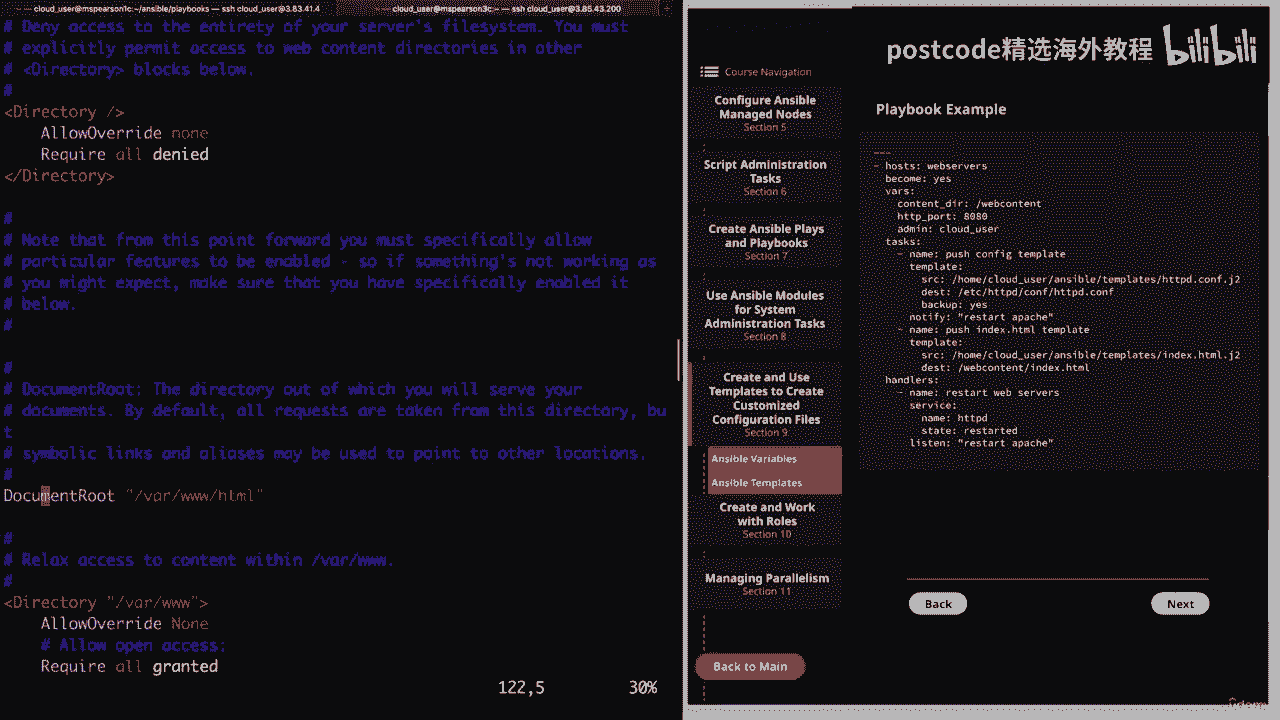 cloud_user@mspearson1c:~/ansible/playbooks — ssh cloud_user@3.83.41.4
cloud_user@mspearson3c:~ — ssh cloud_user@3.85.43.200
# Deny access to the entirety of your server's filesystem. You must
# explicitly permit access to web content directories in other
# <Directory> blocks below.
#
<Directory />
    AllowOverride none
    Require all denied
</Directory>
#
# Note that from this point forward you must specifically allow
# particular features to be enabled - so if something's not working as
# you might expect, make sure that you have specifically enabled it
# below.
#
#
# DocumentRoot: The directory out of which you will serve your
# documents. By default, all requests are taken from this directory, bu
t
# symbolic links and aliases may be used to point to other locations.
#
DocumentRoot "/var/www/html"
#
# Relax access to content within /var/www.
#
<Directory "/var/www">
    AllowOverride None
    # Allow open access:
    Require all granted
122,5
30%
postcode精选海外教程
bilibili
Course Navigation
Configure Ansible
Managed Nodes
Section 5
Script Administration
Tasks
Section 6
Create Ansible Plays
and Playbooks
Section 7
Use Ansible Modules
for System
Administration Tasks
Section 8
Create and Use
Templates to Create
Customized
Configuration Files
Section 9
Ansible Variables
Ansible Templates
Create and Work
with Roles
Section 10
Managing Parallelism
Section 11
Back to Main
Playbook Example
---
- hosts: webservers
  become: yes
  vars:
    content_dir: /webcontent
    http_port: 8080
    admin: cloud_user
  tasks:
    - name: push config template
      template:
        src: /home/cloud_user/ansible/templates/httpd.conf.j2
        dest: /etc/httpd/conf/httpd.conf
        backup: yes
      notify: "restart apache"
    - name: push index.html template
      template:
        src: /home/cloud_user/ansible/templates/index.html.j2
        dest: /webcontent/index.html
  handlers:
    - name: restart web servers
      service:
        name: httpd
        state: restarted
      listen: "restart apache"
Back
Next